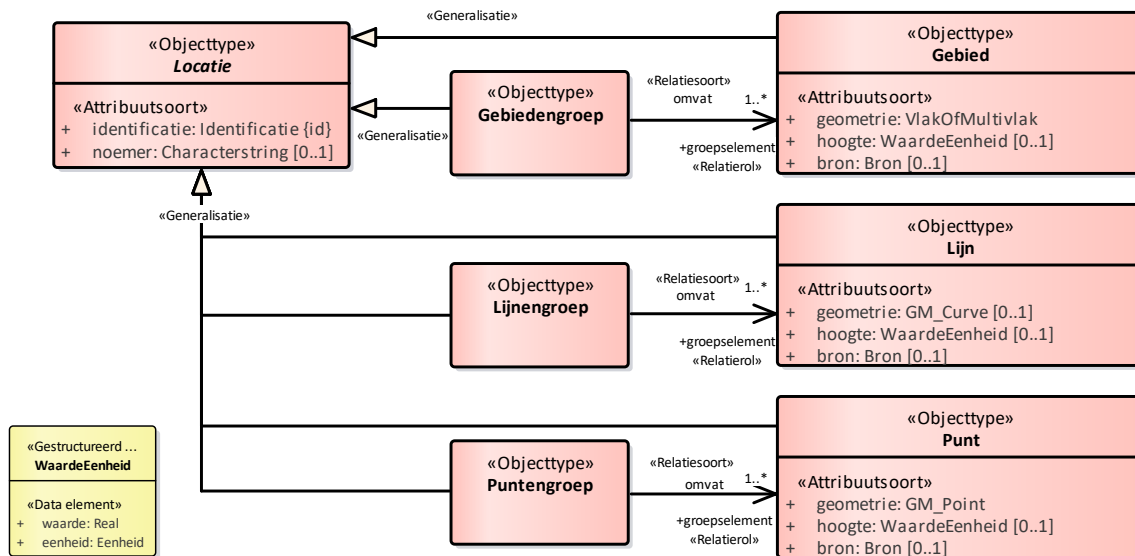 «Generalisatie»
«Objecttype»
Locatie
«Attribuutsoort»
+ identificatie: Identificatie {id}
+ noemer: Characterstring [0..1]
«Objecttype»
Gebiedengroep
«Generalisatie»
«Relatiesoort»
omvat
1..*
+groepselement
«Relatierol»
«Objecttype»
Gebied
«Attribuutsoort»
+ geometrie: VlakOfMultivlak
+ hoogte: WaardeEenheid [0..1]
+ bron: Bron [0..1]
«Generalisatie»
«Objecttype»
Lijnengroep
«Relatiesoort»
omvat
1..*
+groepselement
«Relatierol»
«Objecttype»
Lijn
«Attribuutsoort»
+ geometrie: GM_Curve [0..1]
+ hoogte: WaardeEenheid [0..1]
+ bron: Bron [0..1]
«Gestructureerd ...
WaardeEenheid
«Data element»
+ waarde: Real
+ eenheid: Eenheid
«Objecttype»
Puntengroep
«Relatiesoort»
omvat
1..*
+groepselement
«Relatierol»
«Objecttype»
Punt
«Attribuutsoort»
+ geometrie: GM_Point
+ hoogte: WaardeEenheid [0..1]
+ bron: Bron [0..1]